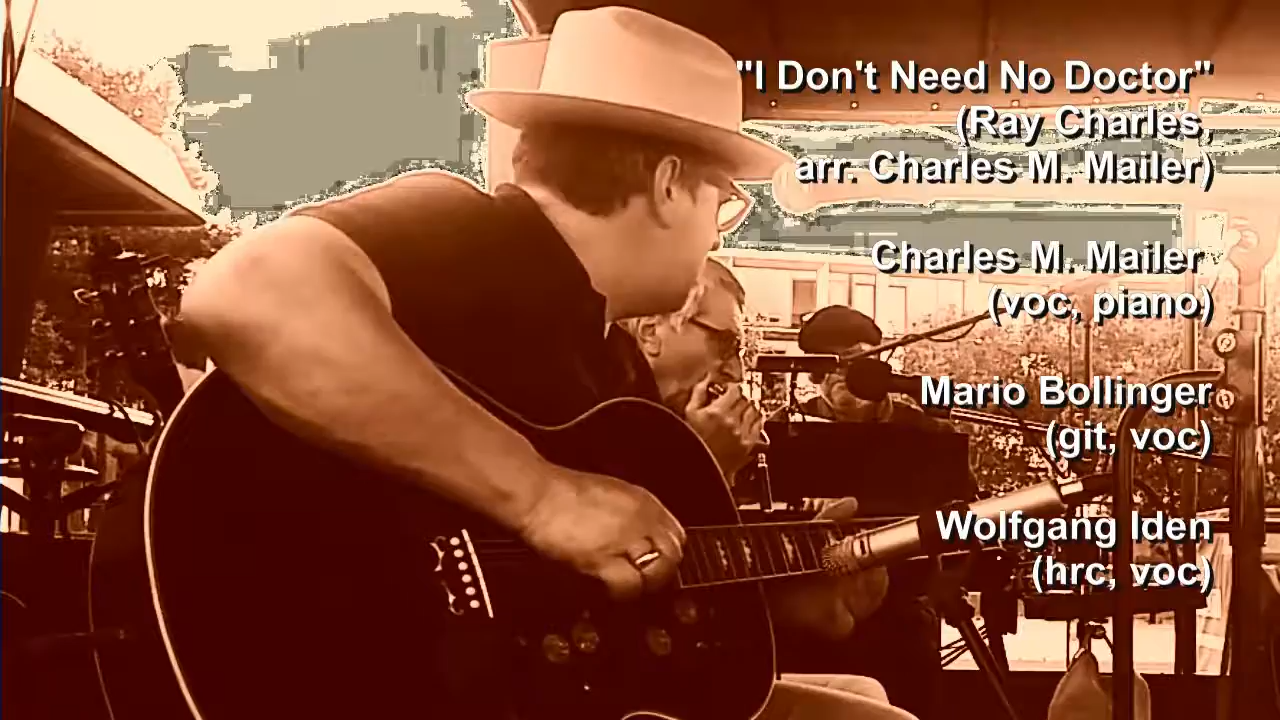 "I Don't Need No Doctor"
(Ray Charles,
arr. Charles M. Mailer)
Charles M. Mailer
(voc, piano)
Mario Bollinger
(git, voc)
Wolfgang Iden
(hrc, voc)